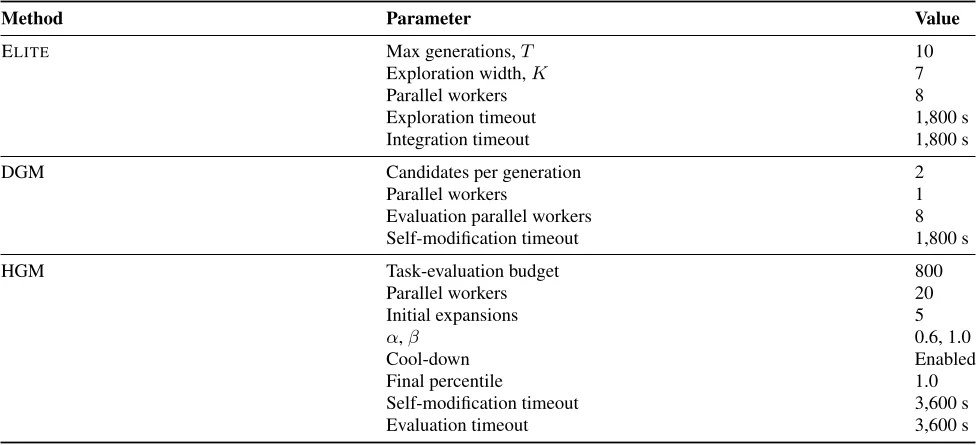 Method Parameter Value
ELITE Max generations, T 10
Exploration width, K 7
Parallel workers 8
Exploration timeout 1,800 s
Integration timeout 1,800 s
DGM Candidates per generation 2
Parallel workers 1
Evaluation parallel workers 8
Self-modification timeout 1,800 s
HGM Task-evaluation budget 800
Parallel workers 20
Initial expansions 5
α, β 0.6, 1.0
Cool-down Enabled
Final percentile 1.0
Self-modification timeout 3,600 s
Evaluation timeout 3,600 s